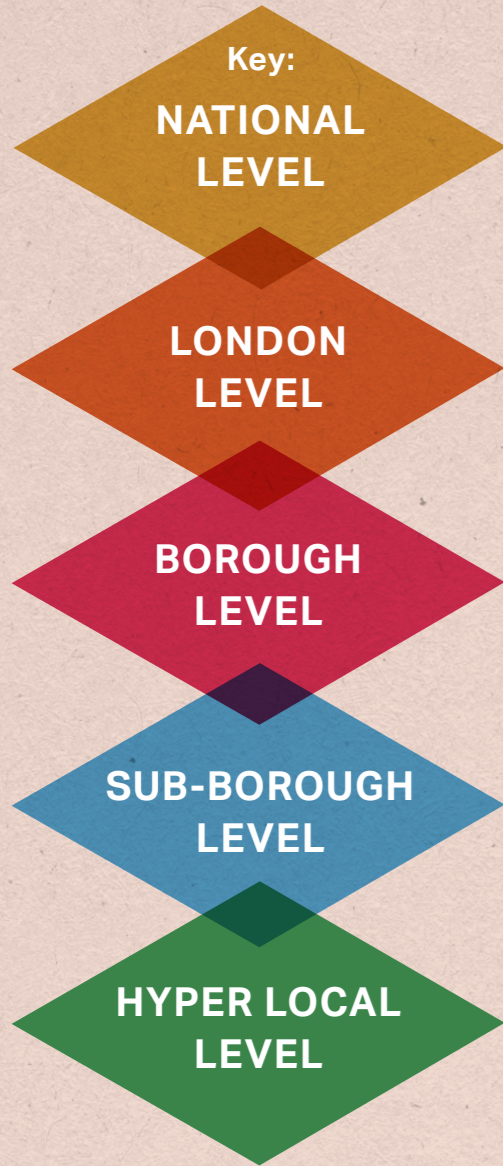 Key:
NATIONAL
LEVEL
LONDON
LEVEL
BOROUGH
LEVEL
SUB-BOROUGH
LEVEL
HYPER LOCAL
LEVEL